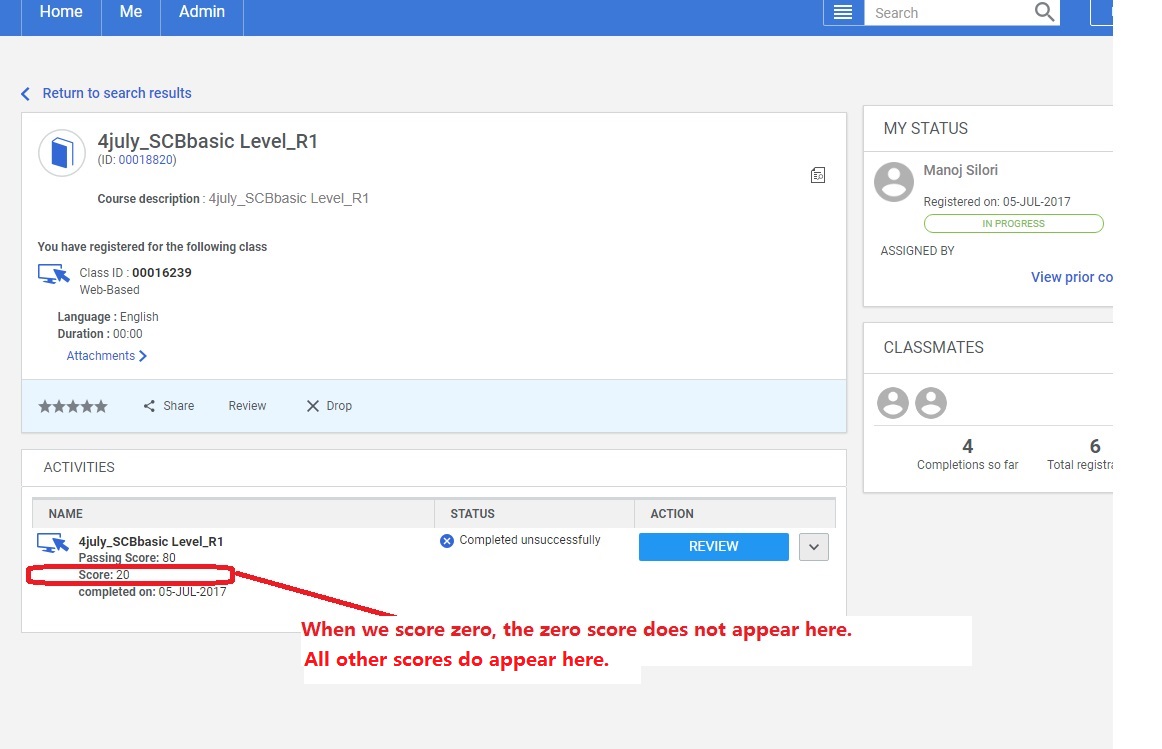 Home Me Admin Search
Return to search results
4july_SCBbasic Level_R1
(ID: 00018820)
Course description : 4july_SCBbasic Level_R1
You have registered for the following class
Class ID : 00016239
Web-Based
Language : English
Duration : 00:00
Attachments
Share Review Drop
MY STATUS
Manoj Silori
Registered on: 05-JUL-2017
IN PROGRESS
ASSIGNED BY
View prior co
CLASSMATES
4 6
Completions so far Total registra
ACTIVITIES
NAME STATUS ACTION
4july_SCBbasic Level_R1 Completed unsuccessfully REVIEW
Passing Score: 80
Score: 20
completed on: 05-JUL-2017
When we score zero, the zero score does not appear here.
All other scores do appear here.